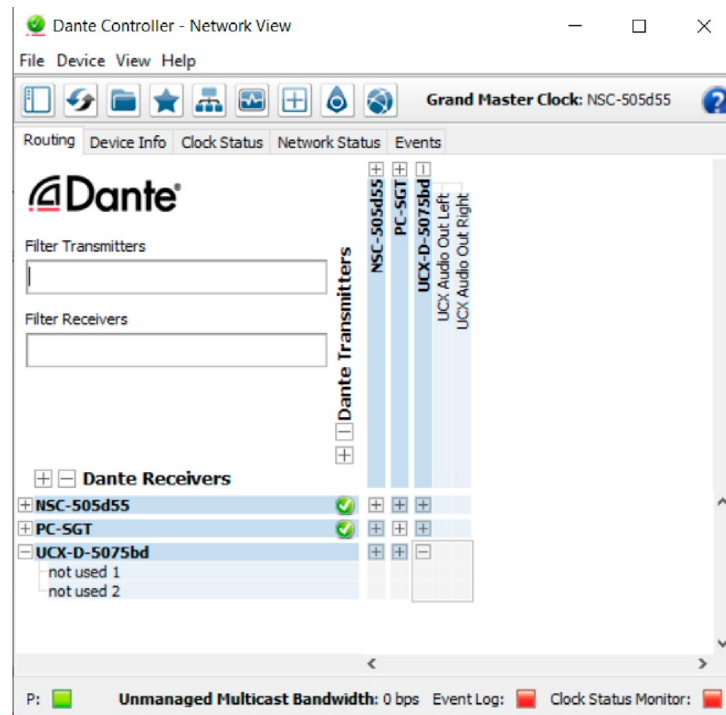 Dante Controller - Network View
File Device View Help
Grand Master Clock: NSC-505d55
?
Routing Device Info Clock Status Network Status Events
Dante®
Filter Transmitters
Filter Receivers
Dante Transmitters
NSC-505d55
PC-SGT
UCX-D-5075bd
UCX Audio Out Left
UCX Audio Out Right
Dante Receivers
NSC-505d55
PC-SGT
UCX-D-5075bd
not used 1
not used 2
P: Unmanaged Multicast Bandwidth: 0 bps Event Log: Clock Status Monitor: